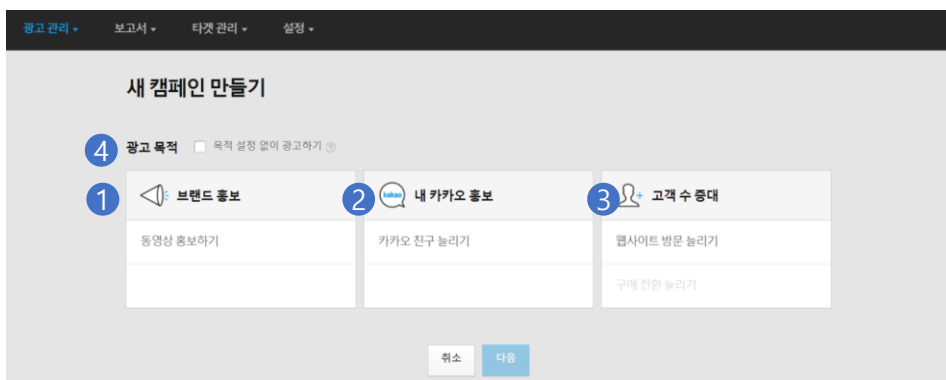 광고 관리 보고서 타겟 관리 설정
새 캠페인 만들기
4 광고 목적 목적 설정 없이 광고하기 ?
1 브랜드 홍보 2 kakao 내 카카오 홍보 3 고객 수 증대
동영상 홍보하기 카카오 친구 늘리기 웹사이트 방문 늘리기
구매 전환 늘리기
취소 다음